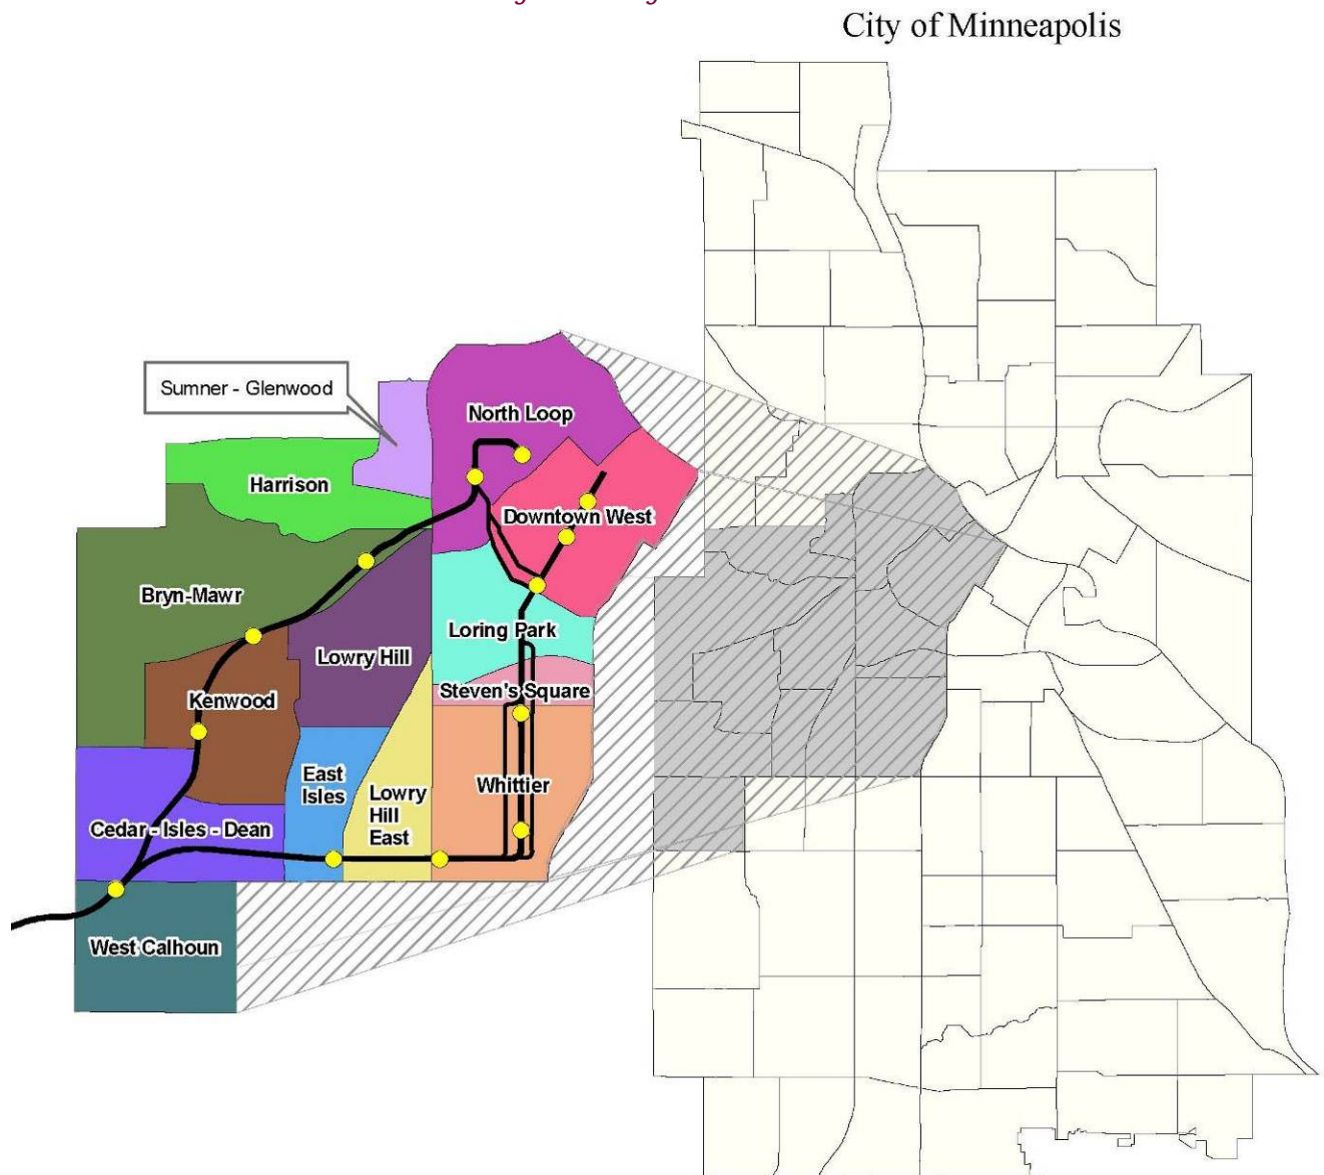 City of Minneapolis
Sumner - Glenwood
North Loop
Harrison
Downtown West
Bryn-Mawr
Loring Park
Lowry Hill
Steven's Square
Kenwood
East
Isles
Whittier
Lowry
Hill
East
Cedar - Isles - Dean
West Calhoun